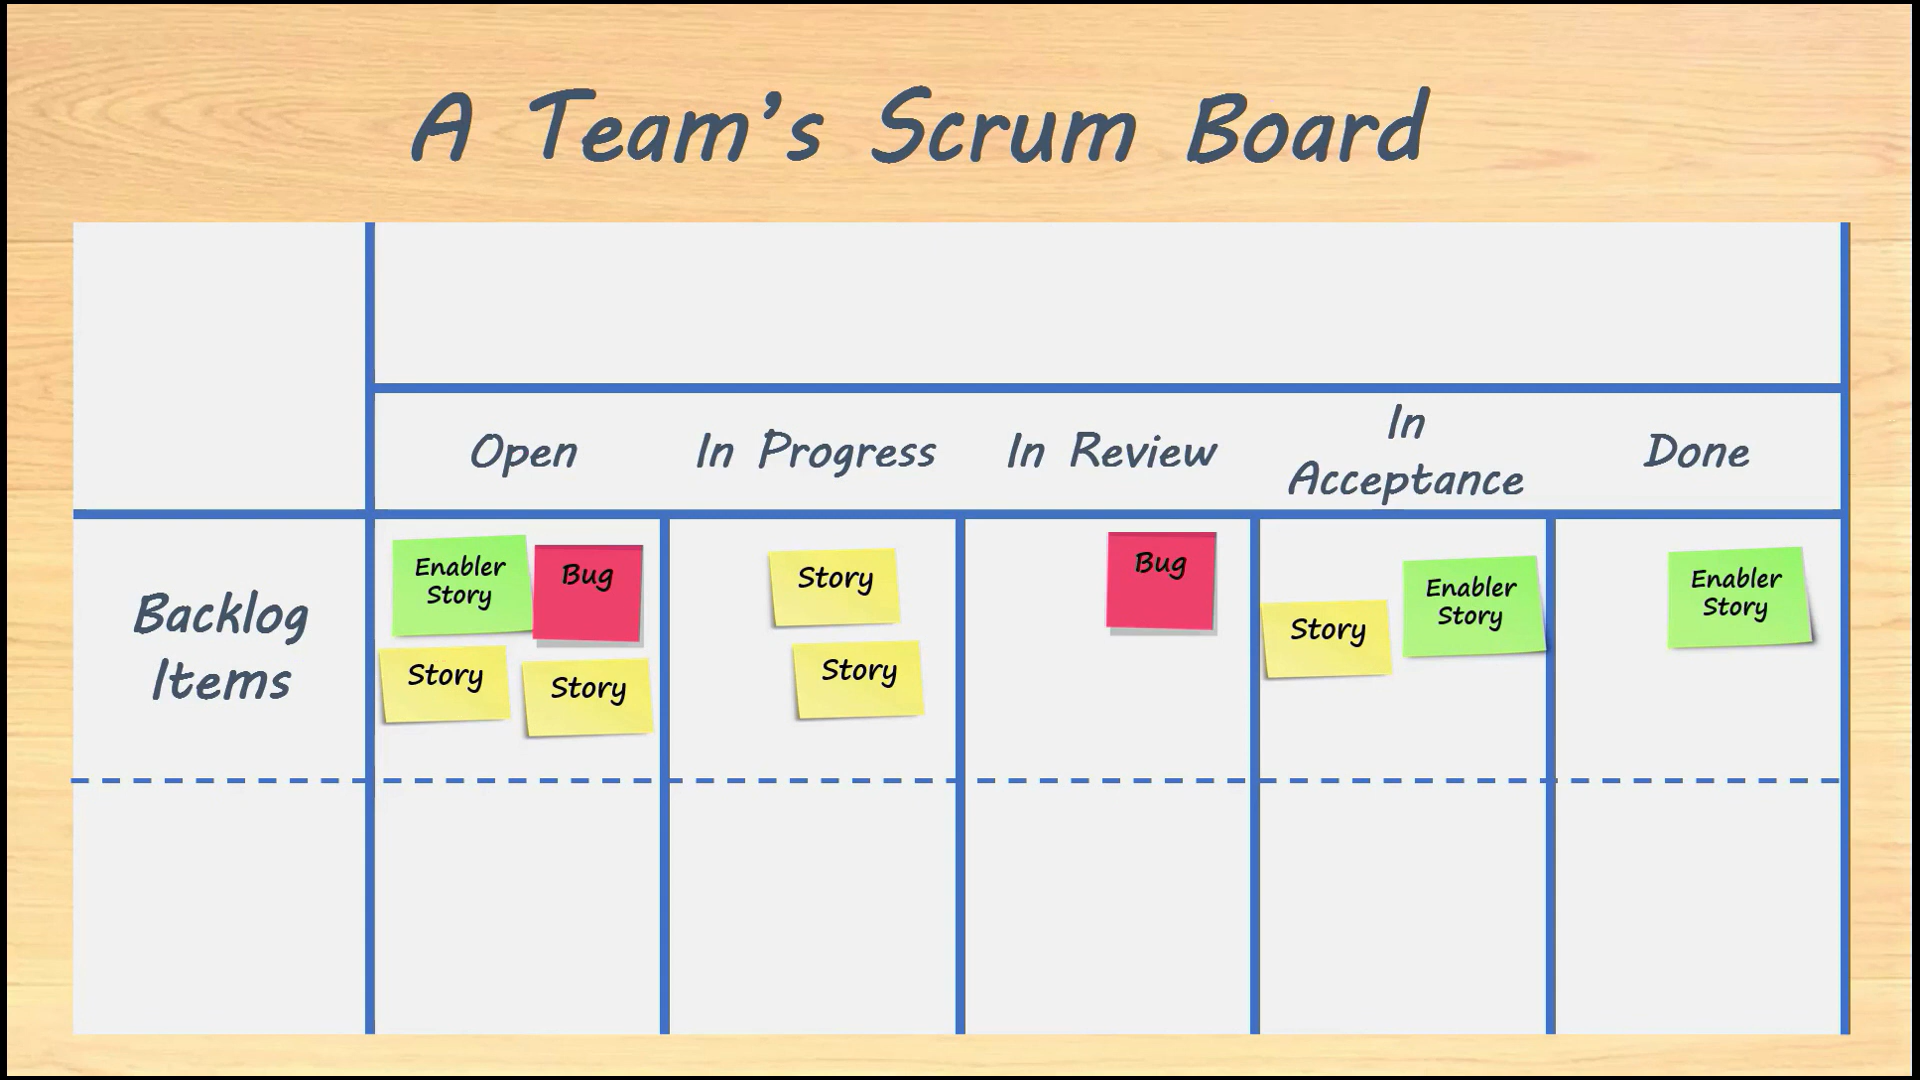 A Team's Scrum Board
Open
In Progress
In Review
In
Acceptance
Done
Backlog
Items
Enabler
Story
Bug
Story
Story
Story
Story
Bug
Story
Enabler
Story
Enabler
Story